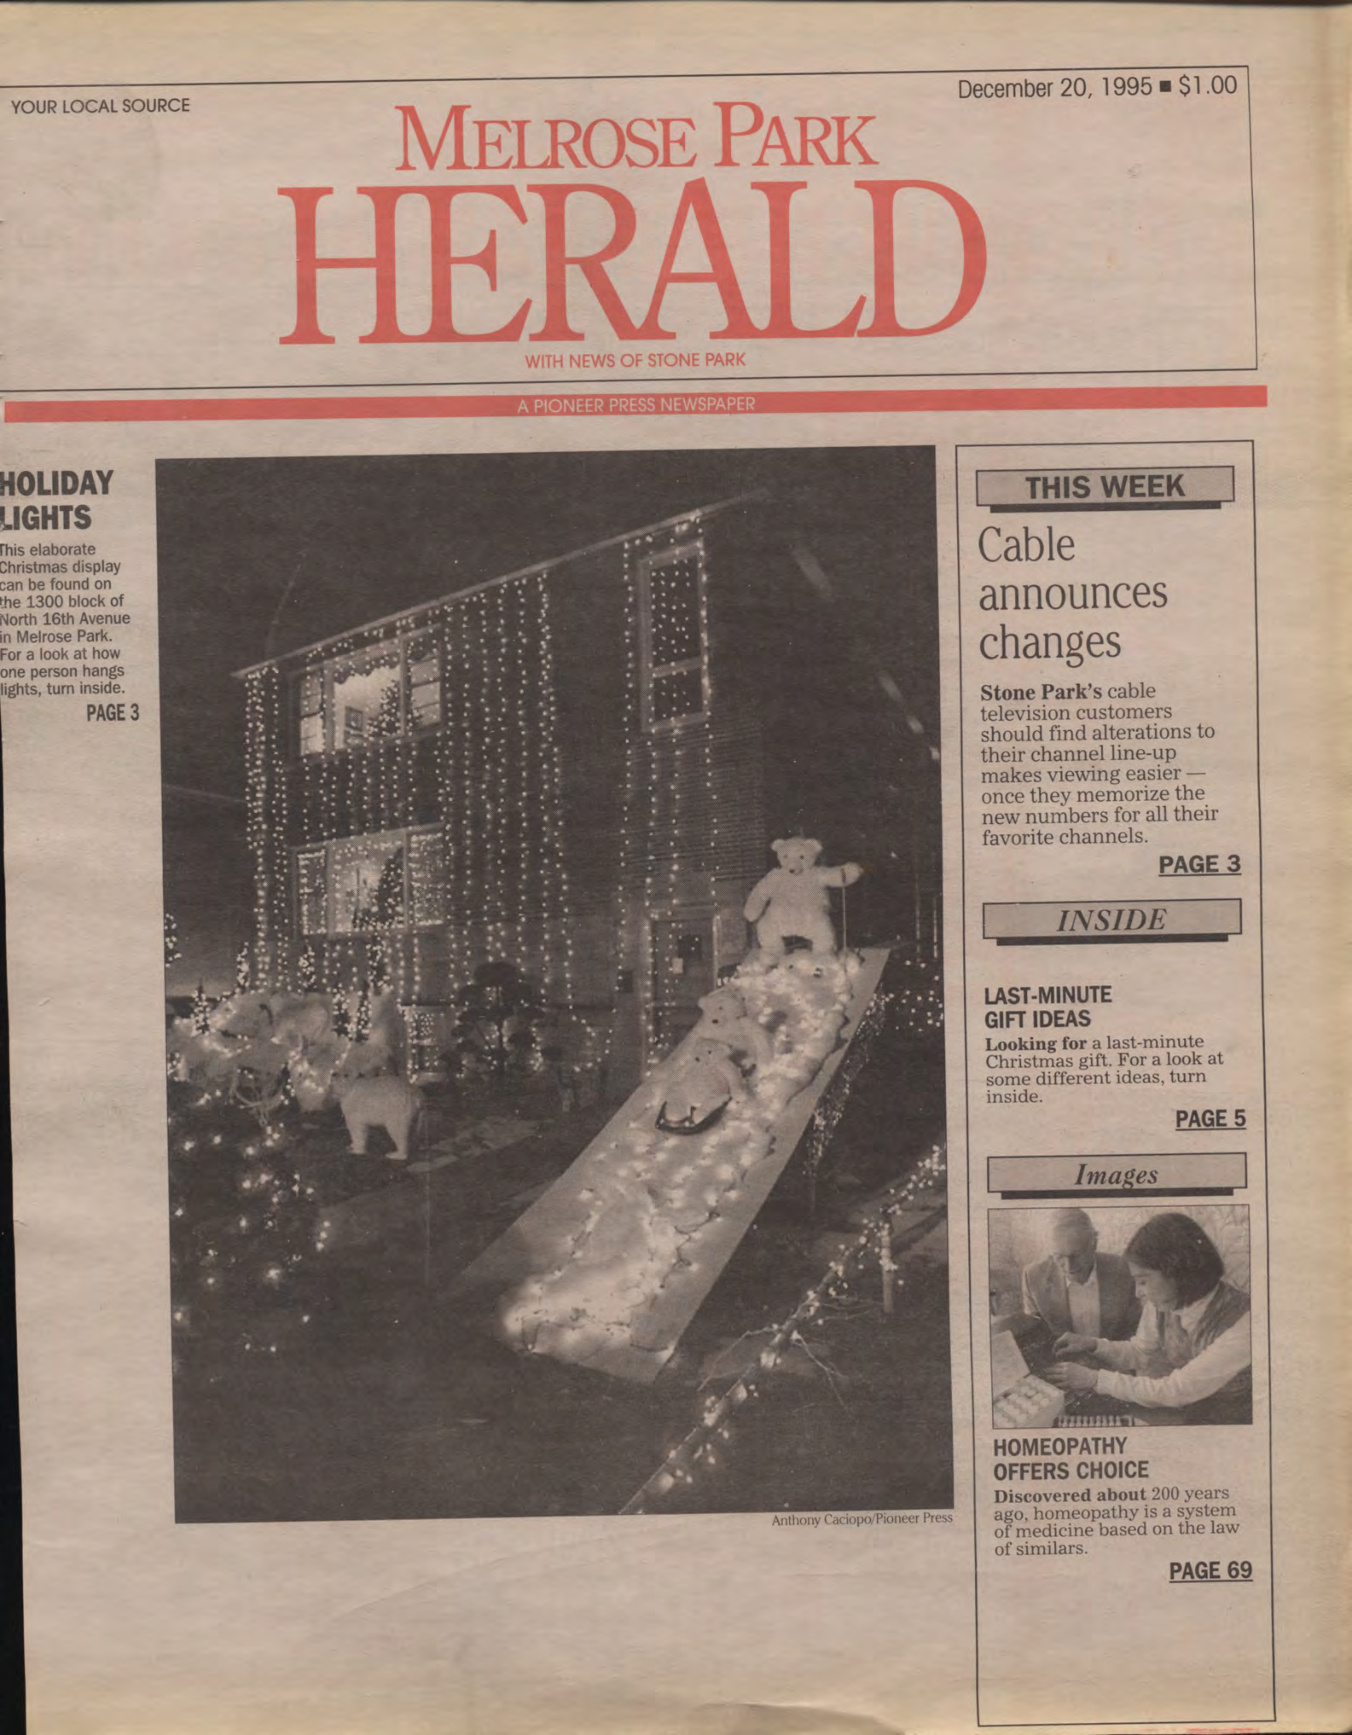 YOUR LOCAL SOURCE
December 20, 1995 ■ $1.00
MELROSE PARK
HERALD
WITH NEWS OF STONE PARK
A PIONEER PRESS NEWSPAPER
HOLIDAY
LIGHTS
This elaborate
Christmas display
can be found on
the 1300 block of
North 16th Avenue
in Melrose Park.
For a look at how
one person hangs
lights, turn inside.
PAGE 3
Anthony Caciopo/Pioneer Press
THIS WEEK
Cable
announces
changes
Stone Park's cable
television customers
should find alterations to
their channel line-up
makes viewing easier —
once they memorize the
new numbers for all their
favorite channels.
PAGE 3
INSIDE
LAST-MINUTE
GIFT IDEAS
Looking for a last-minute
Christmas gift. For a look at
some different ideas, turn
inside.
PAGE 5
Images
HOMEOPATHY
OFFERS CHOICE
Discovered about 200 years
ago, homeopathy is a system
of medicine based on the law
of similars.
PAGE 69